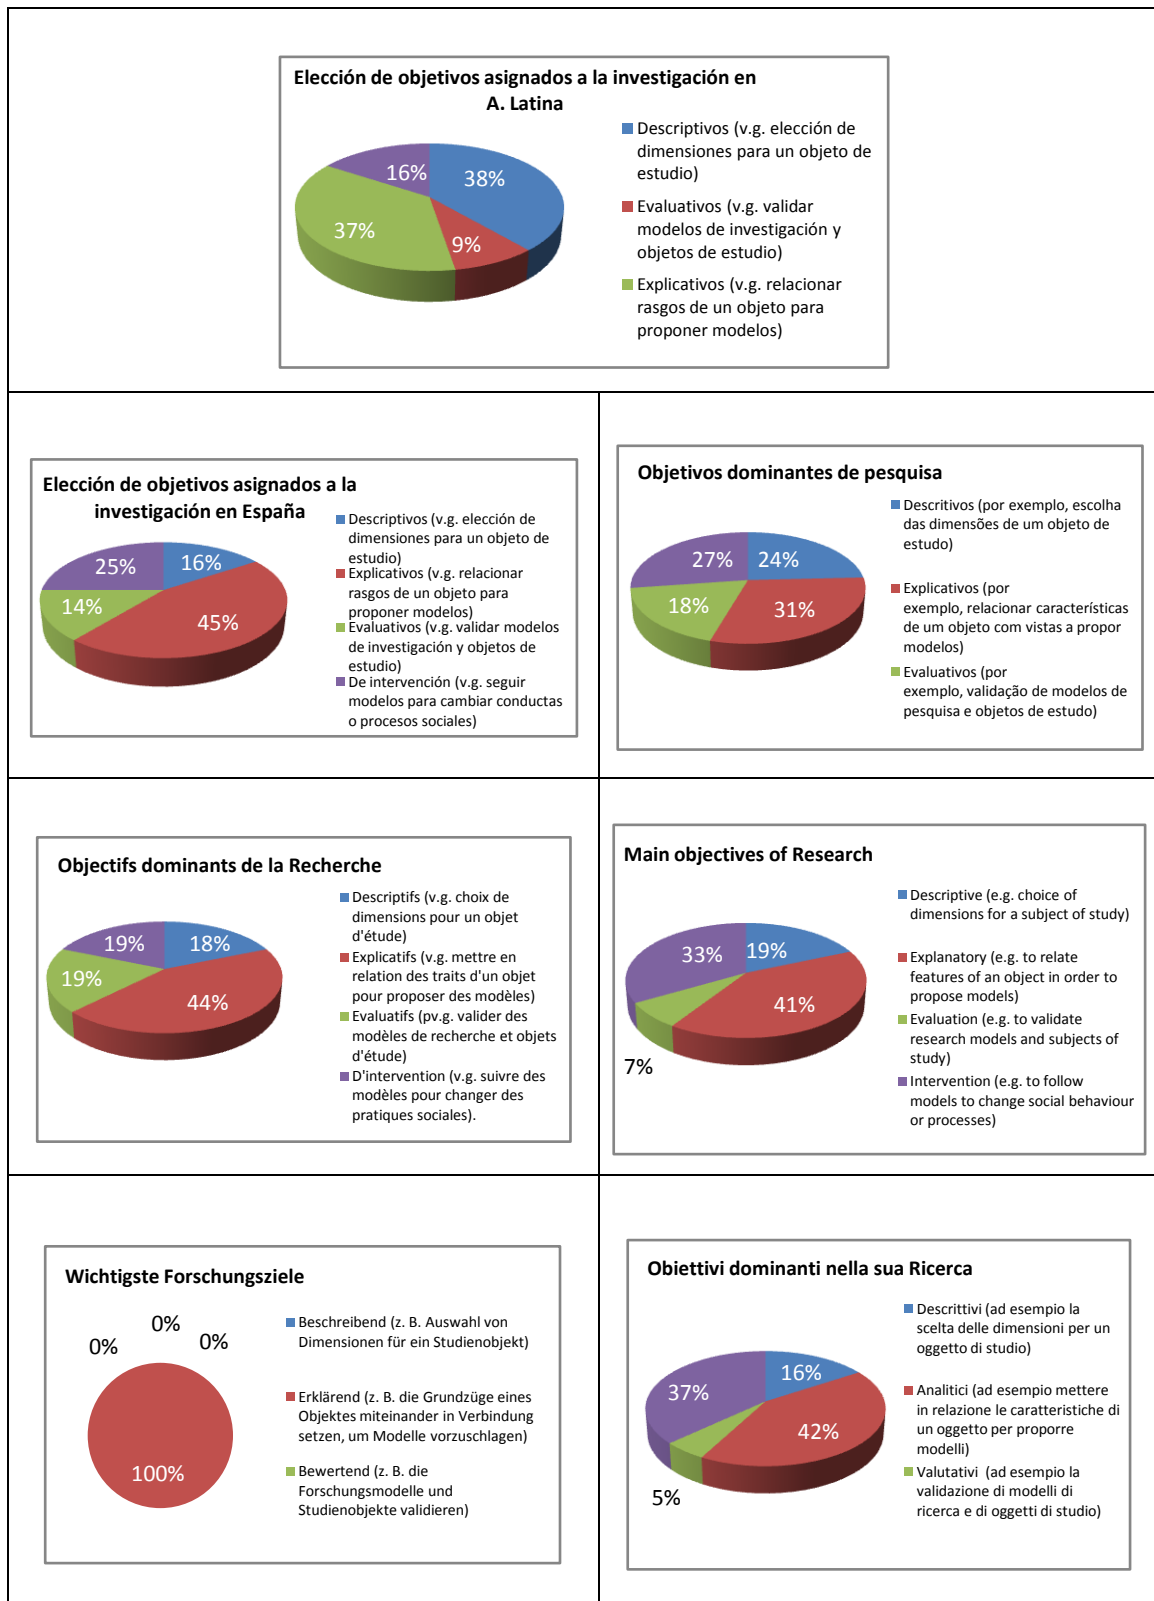 Elección de objetivos asignados a la investigación en
A. Latina
38%
9%
37%
16%
Descriptivos (v.g. elección de
dimensiones para un objeto de
estudio)
Evaluativos (v.g. validar
modelos de investigación y
objetos de estudio)
Explicativos (v.g. relacionar
rasgos de un objeto para
proponer modelos)
Elección de objetivos asignados a la
investigación en España
16%
45%
14%
25%
Descriptivos (v.g. elección de
dimensiones para un objeto de
estudio)
Explicativos (v.g. relacionar
rasgos de un objeto para
proponer modelos)
Evaluativos (v.g. validar modelos
de investigación y objetos de
estudio)
De intervención (v.g. seguir
modelos para cambiar conductas
o procesos sociales)
Objetivos dominantes de pesquisa
24%
31%
18%
27%
Descritivos (por exemplo, escolha
das dimensões de um objeto de
estudo)
Explicativos (por
exemplo, relacionar características
de um objeto com vistas a propor
modelos)
Evaluativos (por
exemplo, validação de modelos de
pesquisa e objetos de estudo)
Objectifs dominants de la Recherche
18%
44%
19%
19%
Descriptifs (v.g. choix de
dimensions pour un objet
d'étude)
Explicatifs (v.g. mettre en
relation des traits d'un objet
pour proposer des modèles)
Evaluatifs (pv.g. valider des
modèles de recherche et objets
d'étude)
D'intervention (v.g. suivre des
modèles pour changer des
pratiques sociales).
Main objectives of Research
19%
41%
7%
33%
Descriptive (e.g. choice of
dimensions for a subject of study)
Explanatory (e.g. to relate
features of an object in order to
propose models)
Evaluation (e.g. to validate
research models and subjects of
study)
Intervention (e.g. to follow
models to change social behaviour
or processes)
Wichtigste Forschungsziele
0%
0%
0%
100%
Beschreibend (z. B. Auswahl von
Dimensionen für ein Studienobjekt)
Erklärend (z. B. die Grundzüge eines
Objektes miteinander in Verbindung
setzen, um Modelle vorzuschlagen)
Bewertend (z. B. die
Forschungsmodelle und
Studienobjekte validieren)
Obiettivi dominanti nella sua Ricerca
16%
42%
5%
37%
Descrittivi (ad esempio la
scelta delle dimensioni per un
oggetto di studio)
Analitici (ad esempio mettere
in relazione le caratteristiche di
un oggetto per proporre
modelli)
Valutativi (ad esempio la
validazione di modelli di
ricerca e di oggetti di studio)